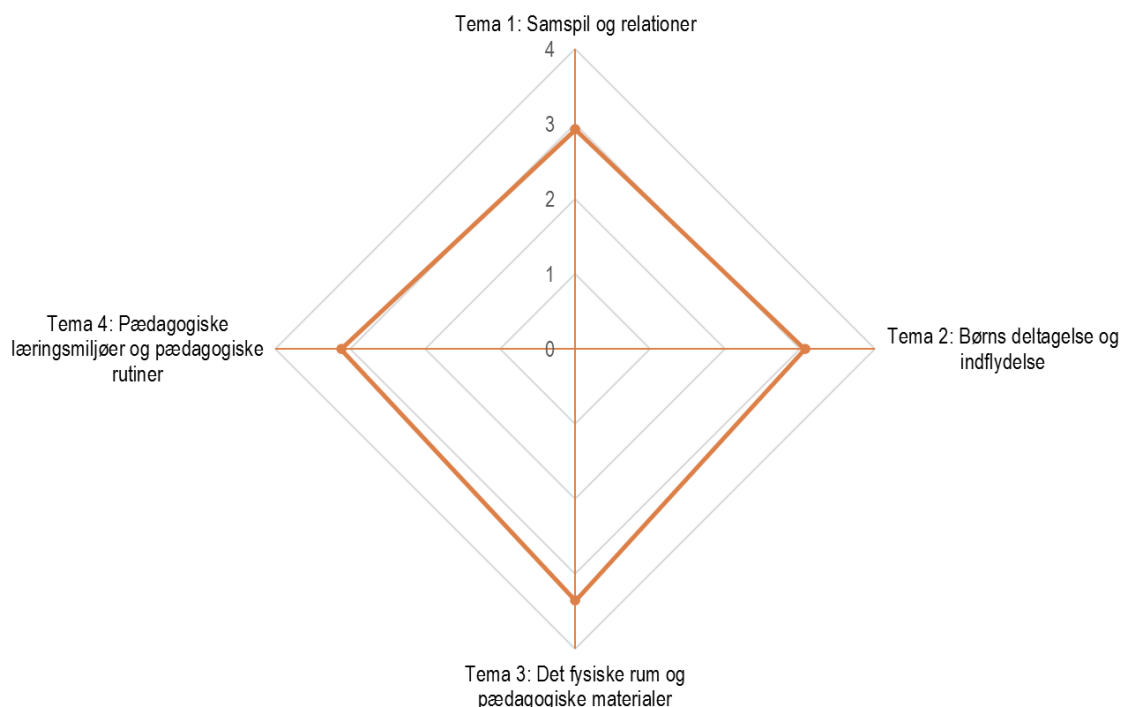 Tema 1: Samspil og relationer
4
3
2
1
0
Tema 2: Børns deltagelse og
indflydelse
Tema 3: Det fysiske rum og
pædagogiske materialer
Tema 4: Pædagogiske
læringsmiljøer og pædagogiske
rutiner